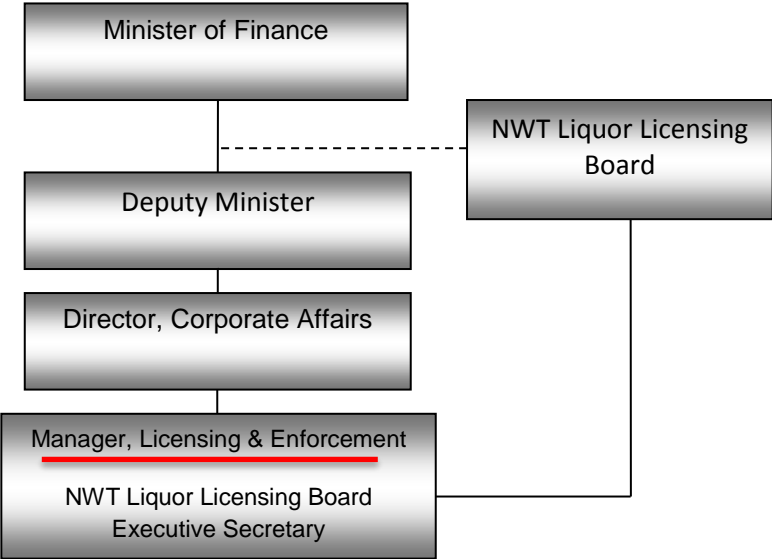 Minister of Finance
NWT Liquor Licensing
Board
Deputy Minister
Director, Corporate Affairs
Manager, Licensing & Enforcement
NWT Liquor Licensing Board
Executive Secretary